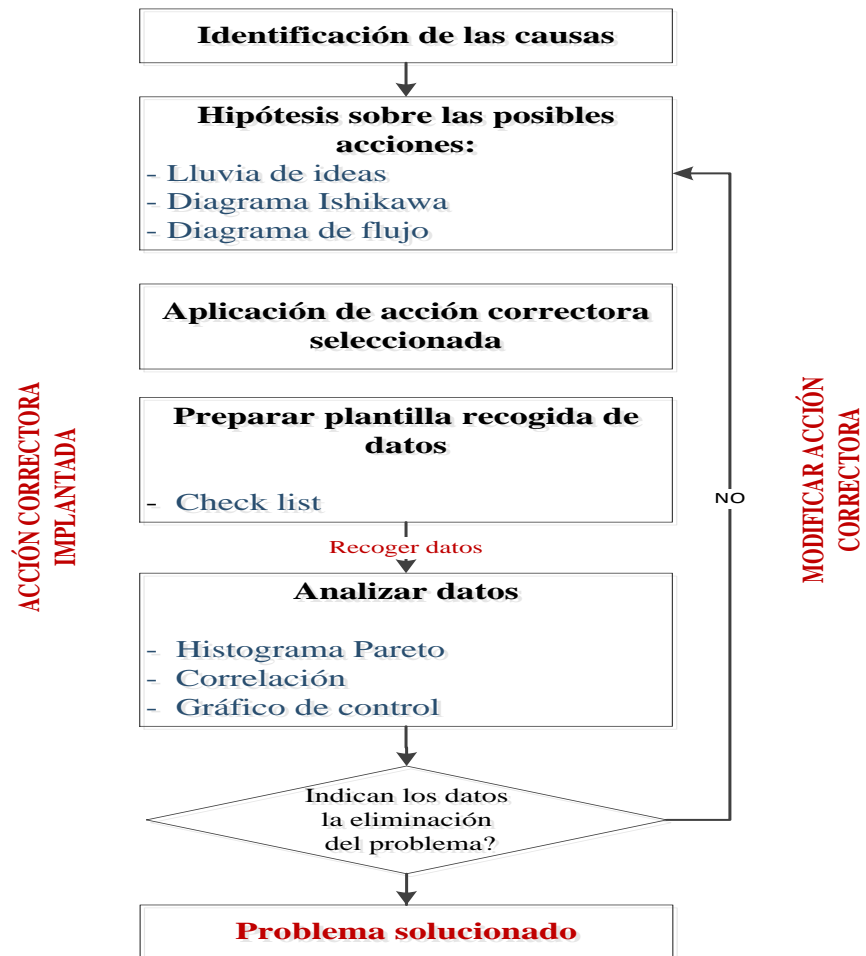 Identificación de las causas
Hipótesis sobre las posibles
acciones:
- Lluvia de ideas
- Diagrama Ishikawa
- Diagrama de flujo
Aplicación de acción correctora
seleccionada
ACCIÓN CORRECTORA
IMPLANTADA
Preparar plantilla recogida de
datos
- Check list
NO
MODIFICAR ACCIÓN
CORRECTORA
Recoger datos
Analizar datos
- Histograma Pareto
- Correlación
- Gráfico de control
Indican los datos
la eliminación
del problema?
Problema solucionado